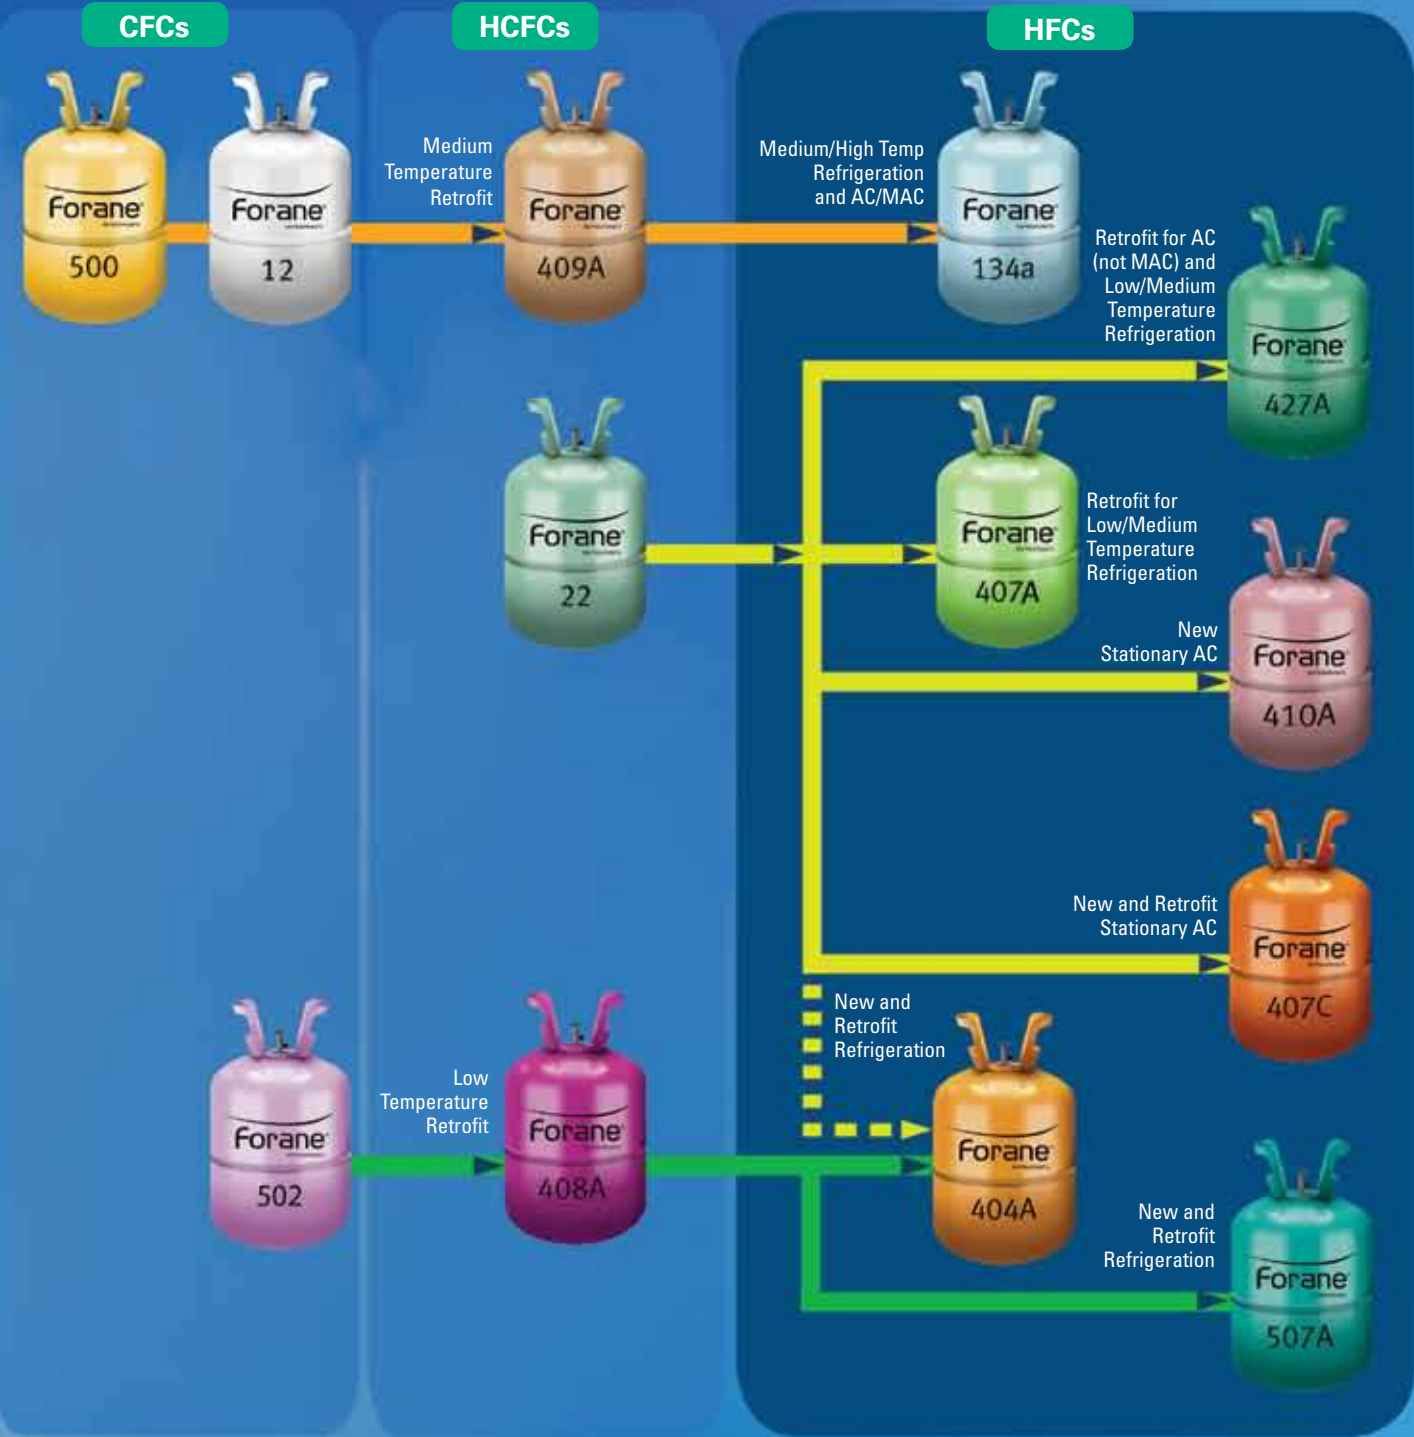 CFCs
HCFCs
HFCs
Forane
500
Forane
12
Medium
Temperature
Retrofit
Forane
409A
Medium/High Temp
Refrigeration
and AC/MAC
Forane
134a
Retrofit for AC
(not MAC) and
Low/Medium
Temperature
Refrigeration
Forane
427A
Forane
22
Forane
407A
Retrofit for
Low/Medium
Temperature
Refrigeration
New
Stationary AC
Forane
410A
New and Retrofit
Stationary AC
Forane
407C
Forane
502
Low
Temperature
Retrofit
Forane
408A
New and
Retrofit
Refrigeration
Forane
404A
New and
Retrofit
Refrigeration
Forane
507A